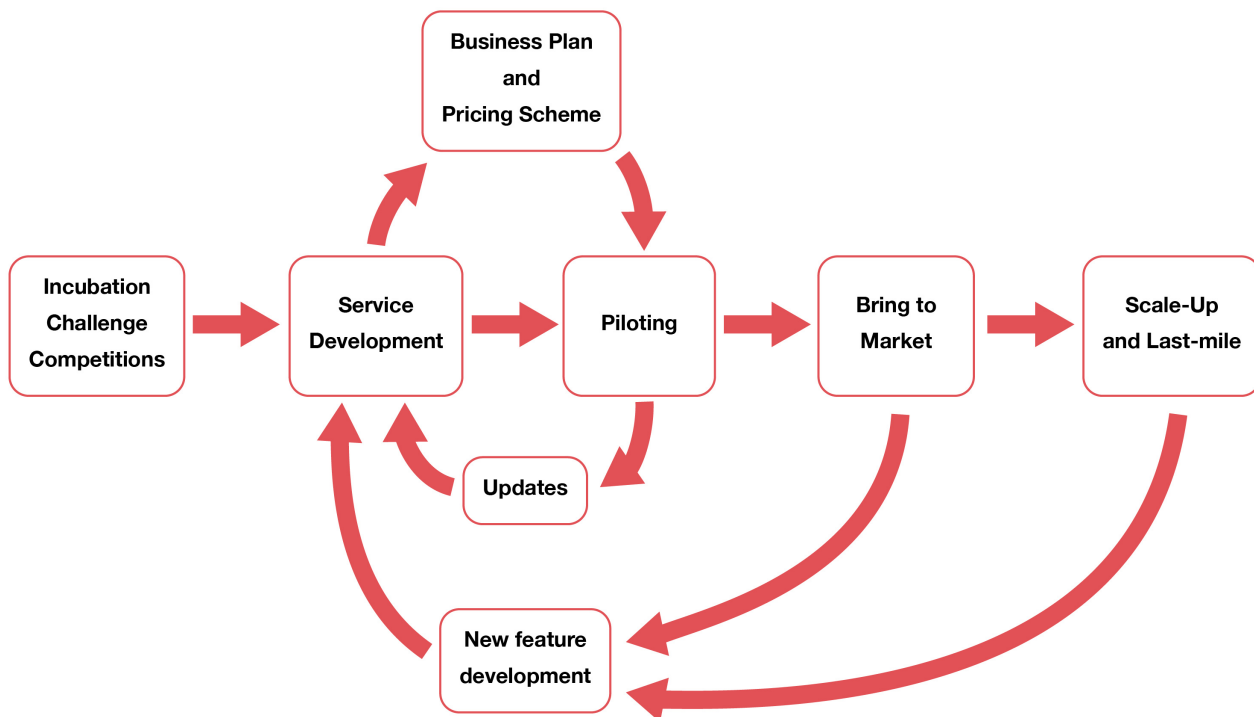 Business Plan
and
Pricing Scheme
Incubation
Challenge
Competitions
Service
Development
Piloting
Bring to
Market
Scale-Up
and Last-mile
Updates
New feature
development